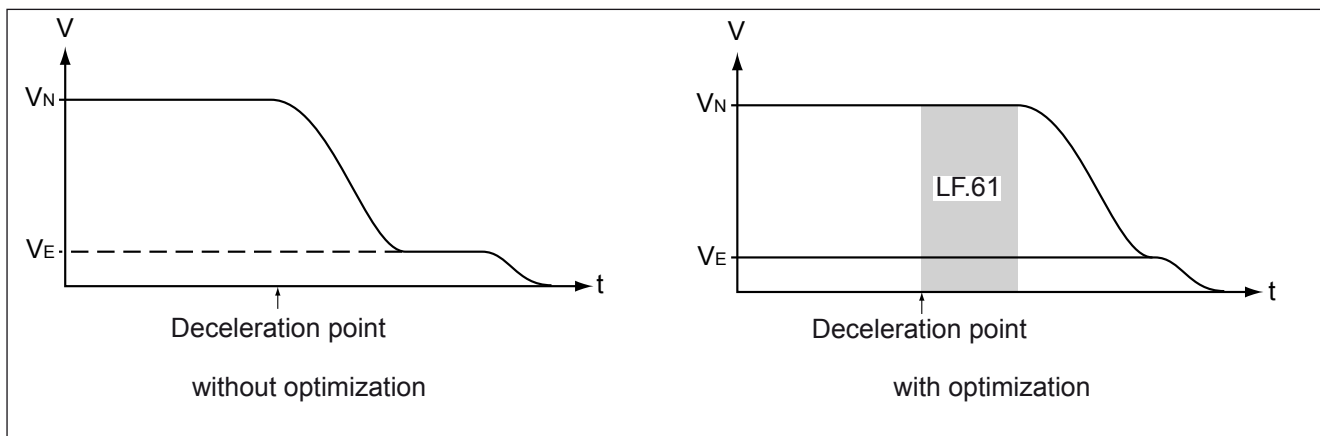 V
VN
VE
t
Deceleration point
without optimization
V
VN
LF.61
VE
t
Deceleration point
with optimization